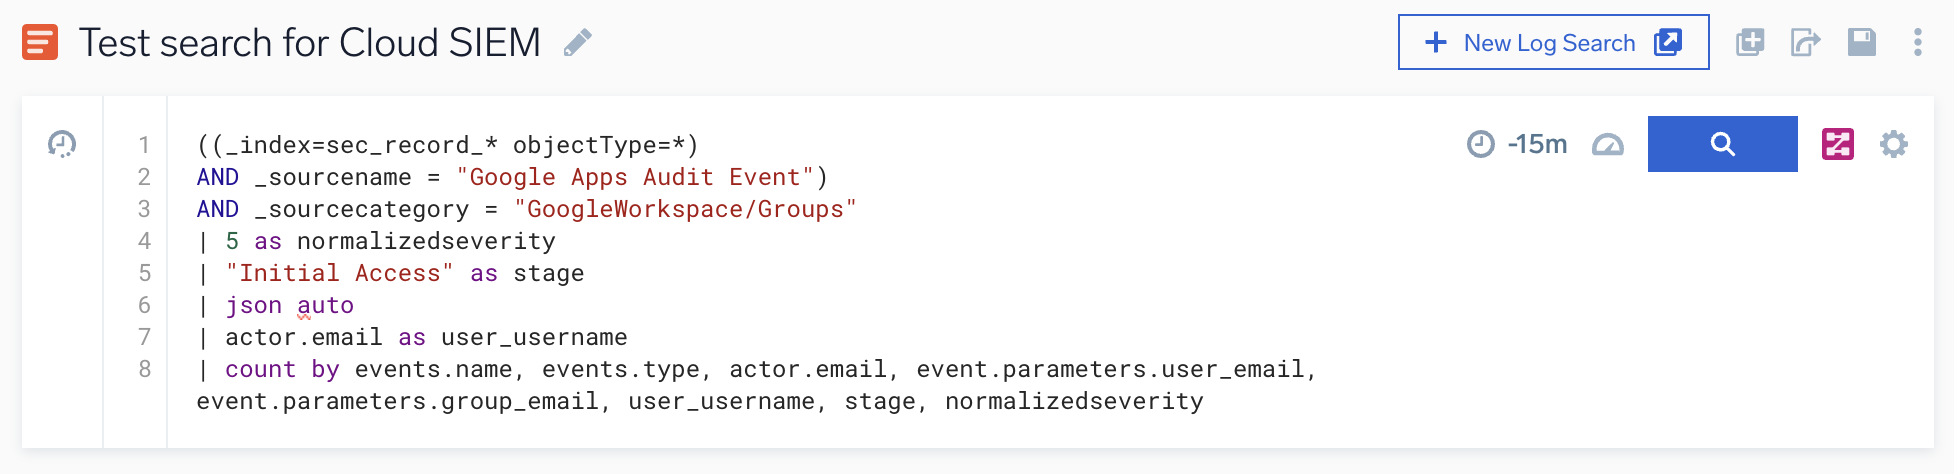 Test search for Cloud SIEM
+ New Log Search
-15m
1 ((_index=sec_record_* objectType=*)
2 AND _sourcename = "Google Apps Audit Event")
3 AND _sourcecategory = "GoogleWorkspace/Groups"
4 | 5 as normalizedseverity
5 | "Initial Access" as stage
6 | json auto
7 | actor.email as user_username
8 | count by events.name, events.type, actor.email, event.parameters.user_email,
event.parameters.group_email, user_username, stage, normalizedseverity